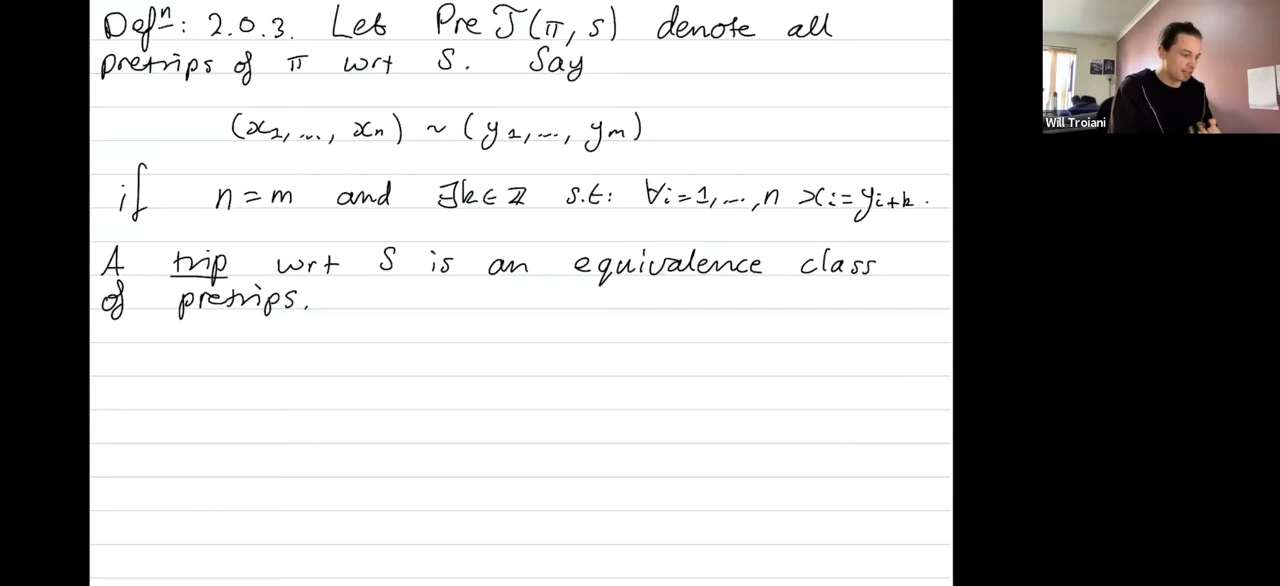 Defⁿ: 2.0.3. Let Pre T(π, S) denote all
pretrips of π wrt S. Say
(x₁, ..., xₙ) ~ (y₁, ..., yₘ)
if n = m and ∃k ∈ ℤ s.t: ∀i = 1, ..., n xᵢ = yᵢ₊ₖ.
A trip wrt S is an equivalence class
of pretrips.
Will Troiani